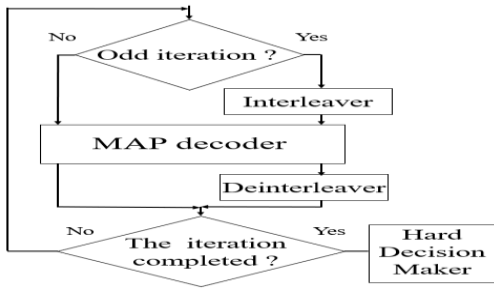 No
Yes
Odd iteration ?
Interleaver
MAP decoder
Deinterleaver
No
Yes
The iteration
completed ?
Hard
Decision
Maker